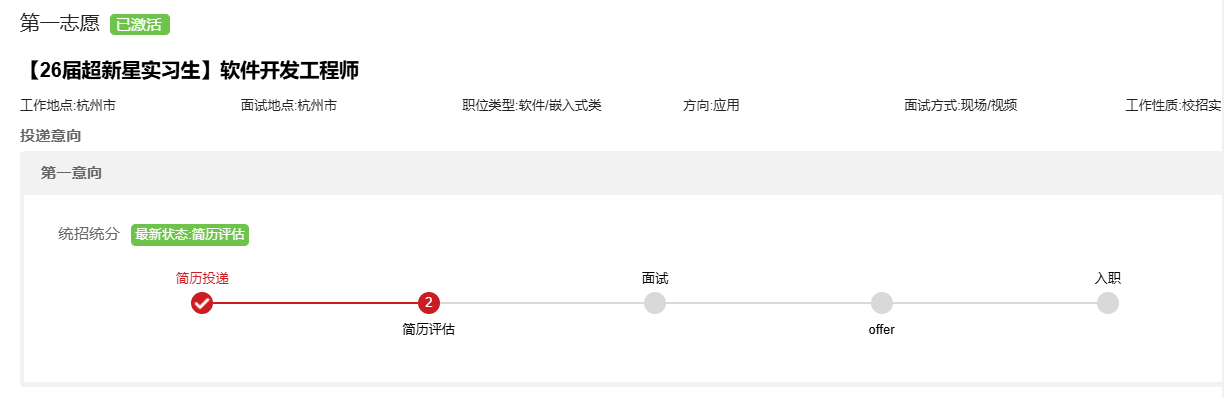 第一志愿 已激活
【26届超新星实习生】软件开发工程师
工作地点:杭州市 面试地点:杭州市 职位类型:软件/嵌入式类 方向:应用 面试方式:现场/视频 工作性质:校招实
投递意向
第一意向
统招统分 最新状态:简历评估
简历投递 面试 入职
2
简历评估 offer